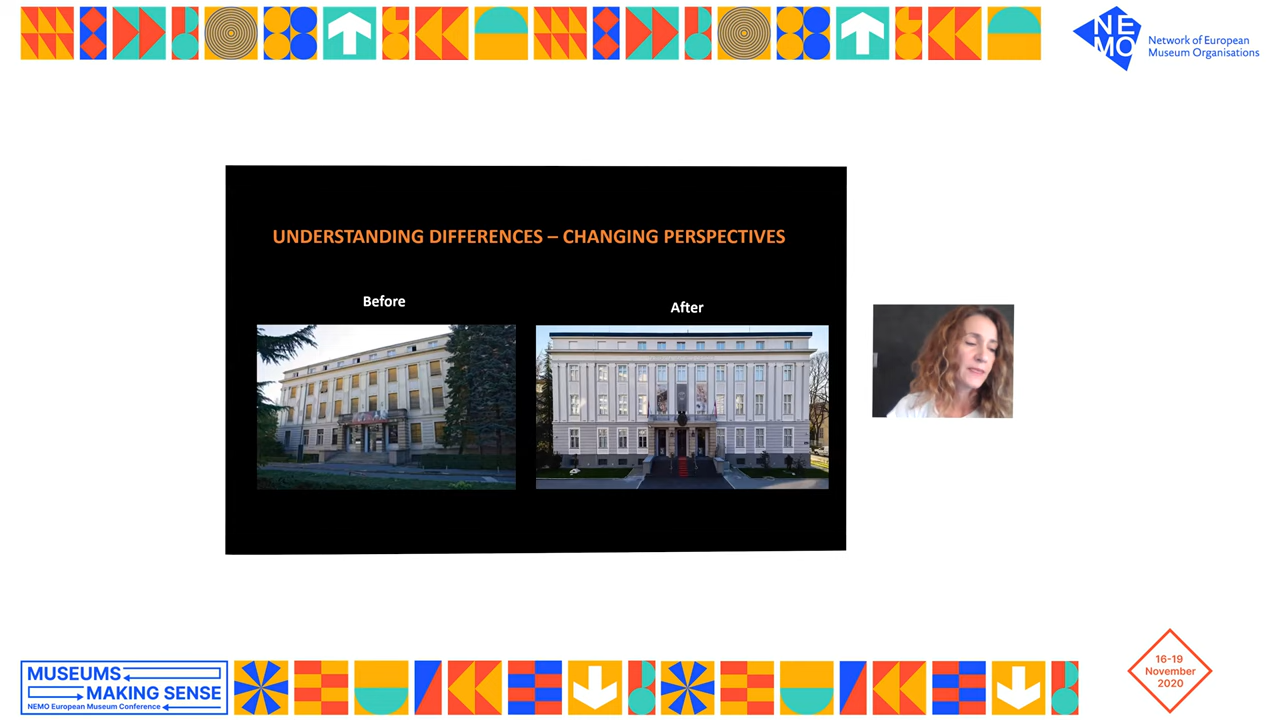 NE
MO
Network of European
Museum Organisations
UNDERSTANDING DIFFERENCES – CHANGING PERSPECTIVES
Before
After
MUSEUMS
MAKING SENSE
NEMO European Museum Conference
16-19
November
2020